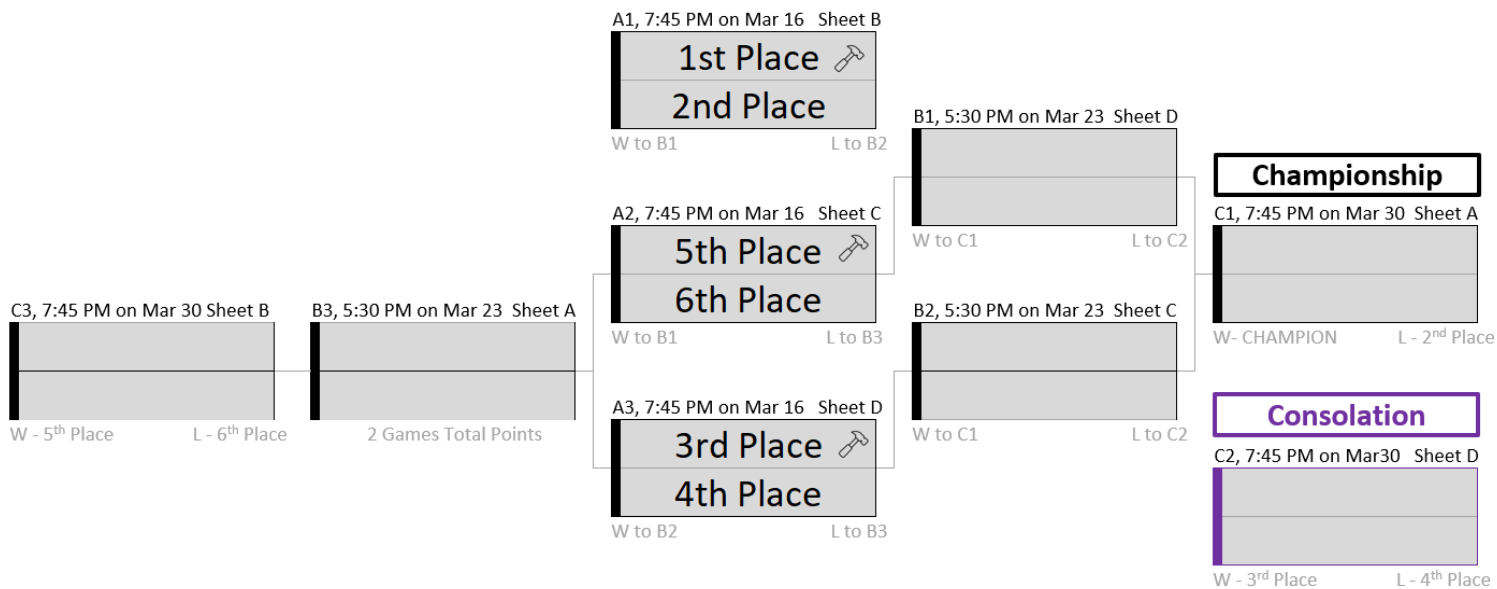 A1, 7:45 PM on Mar 16 Sheet B
1st Place
2nd Place
W to B1 L to B2
B1, 5:30 PM on Mar 23 Sheet D
W to C1 L to C2
Championship
C1, 7:45 PM on Mar 30 Sheet A
W- CHAMPION L - 2nd Place
A2, 7:45 PM on Mar 16 Sheet C
5th Place
6th Place
W to B1 L to B3
C3, 7:45 PM on Mar 30 Sheet B
W - 5th Place L - 6th Place
B3, 5:30 PM on Mar 23 Sheet A
2 Games Total Points
B2, 5:30 PM on Mar 23 Sheet C
W to C1 L to C2
A3, 7:45 PM on Mar 16 Sheet D
3rd Place
4th Place
W to B2 L to B3
Consolation
C2, 7:45 PM on Mar30 Sheet D
W - 3rd Place L - 4th Place